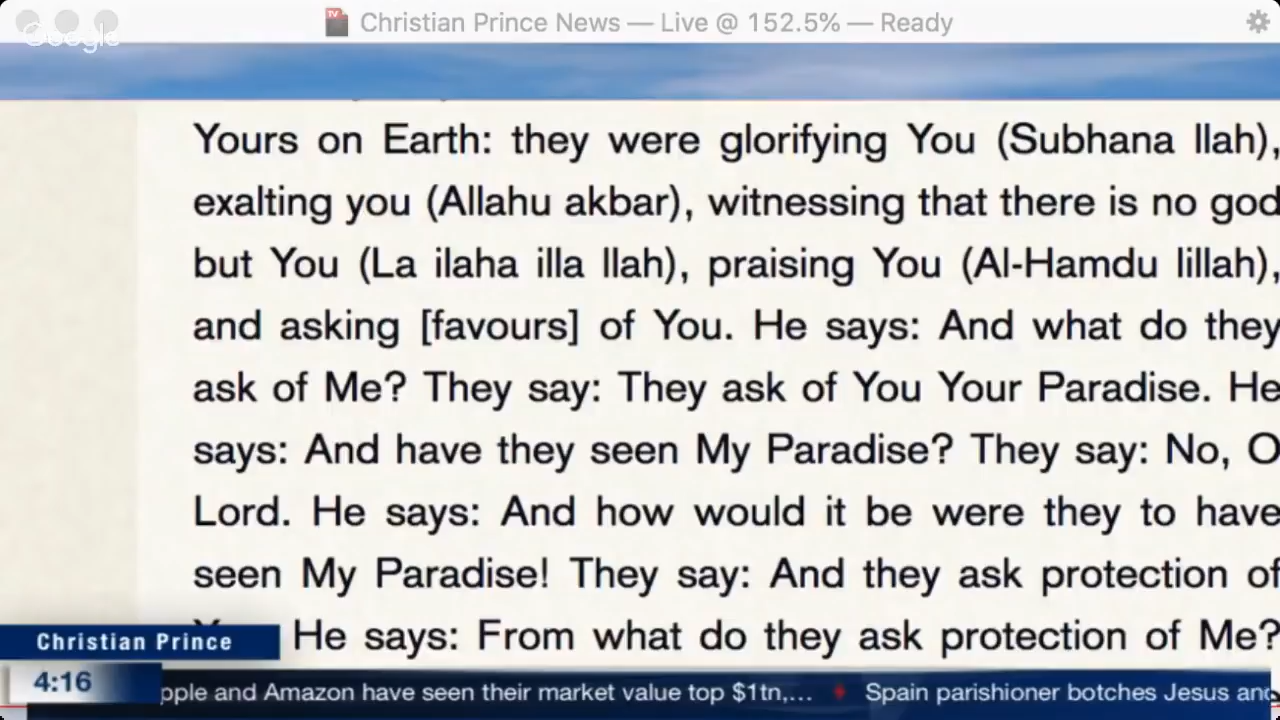 Christian Prince News — Live @ 152.5% — Ready
Google
TV
Yours on Earth: they were glorifying You (Subhana llah),
exalting you (Allahu akbar), witnessing that there is no god
but You (La ilaha illa llah), praising You (Al-Hamdu lillah),
and asking [favours] of You. He says: And what do they
ask of Me? They say: They ask of You Your Paradise. He
says: And have they seen My Paradise? They say: No, O
Lord. He says: And how would it be were they to have
seen My Paradise! They say: And they ask protection of
He says: From what do they ask protection of Me?
Christian Prince
4:16
pple and Amazon have seen their market value top $1tn,... ♦ Spain parishioner botches Jesus and